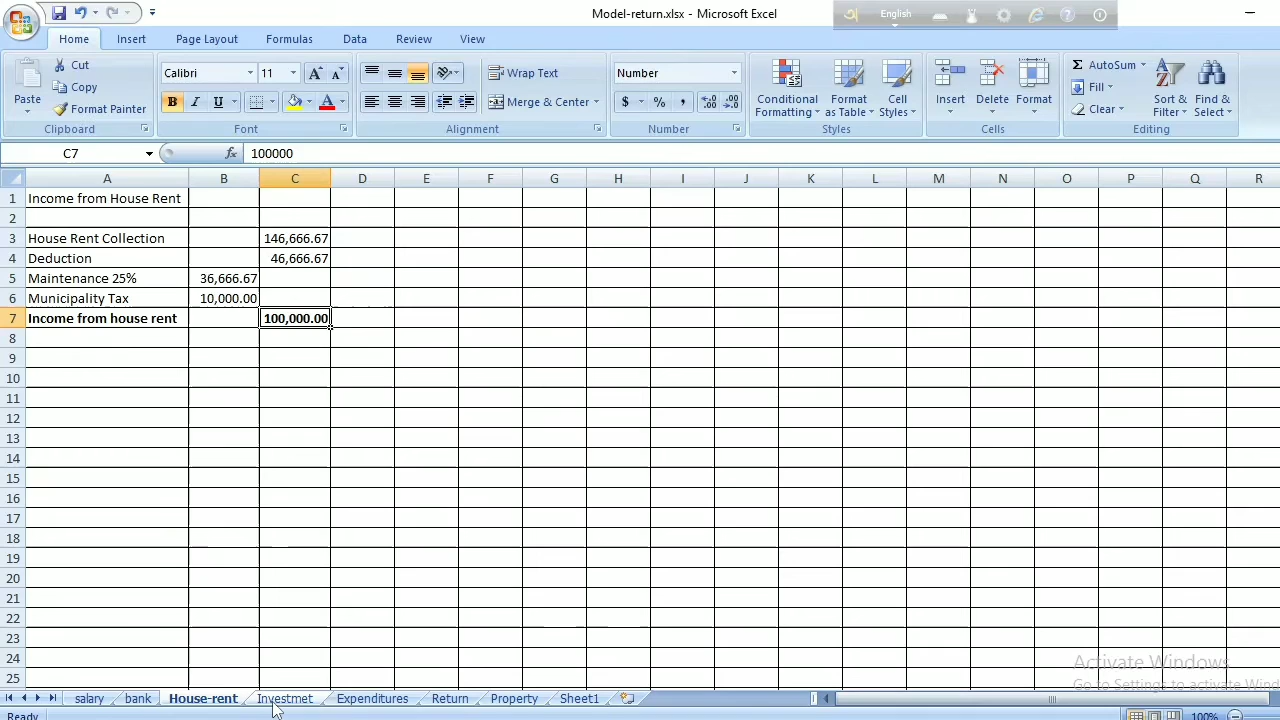 Model-return.xlsx - Microsoft Excel
English
Home Insert Page Layout Formulas Data Review View
Paste Cut Calibri 11 Wrap Text Number Conditional Formatting Format as Table Cell Styles Insert Delete Format AutoSum Sort & Filter Find & Select
Copy Fill
Format Painter B I U Merge & Center $ % , Clear
Clipboard Font Alignment Number Styles Cells Editing
C7 fx 100000
A B C D E F G H I J K L M N O P Q R
1 Income from House Rent
2
3 House Rent Collection 146,666.67
4 Deduction 46,666.67
5 Maintenance 25% 36,666.67
6 Municipality Tax 10,000.00
7 Income from house rent 100,000.00
8
9
10
11
12
13
14
15
16
17
18
19
20
21
22
23
24
25
Activate Windows
Go to Settings to activate Wind
salary bank House-rent Investmet Expenditures Return Property Sheet1
Ready 100%